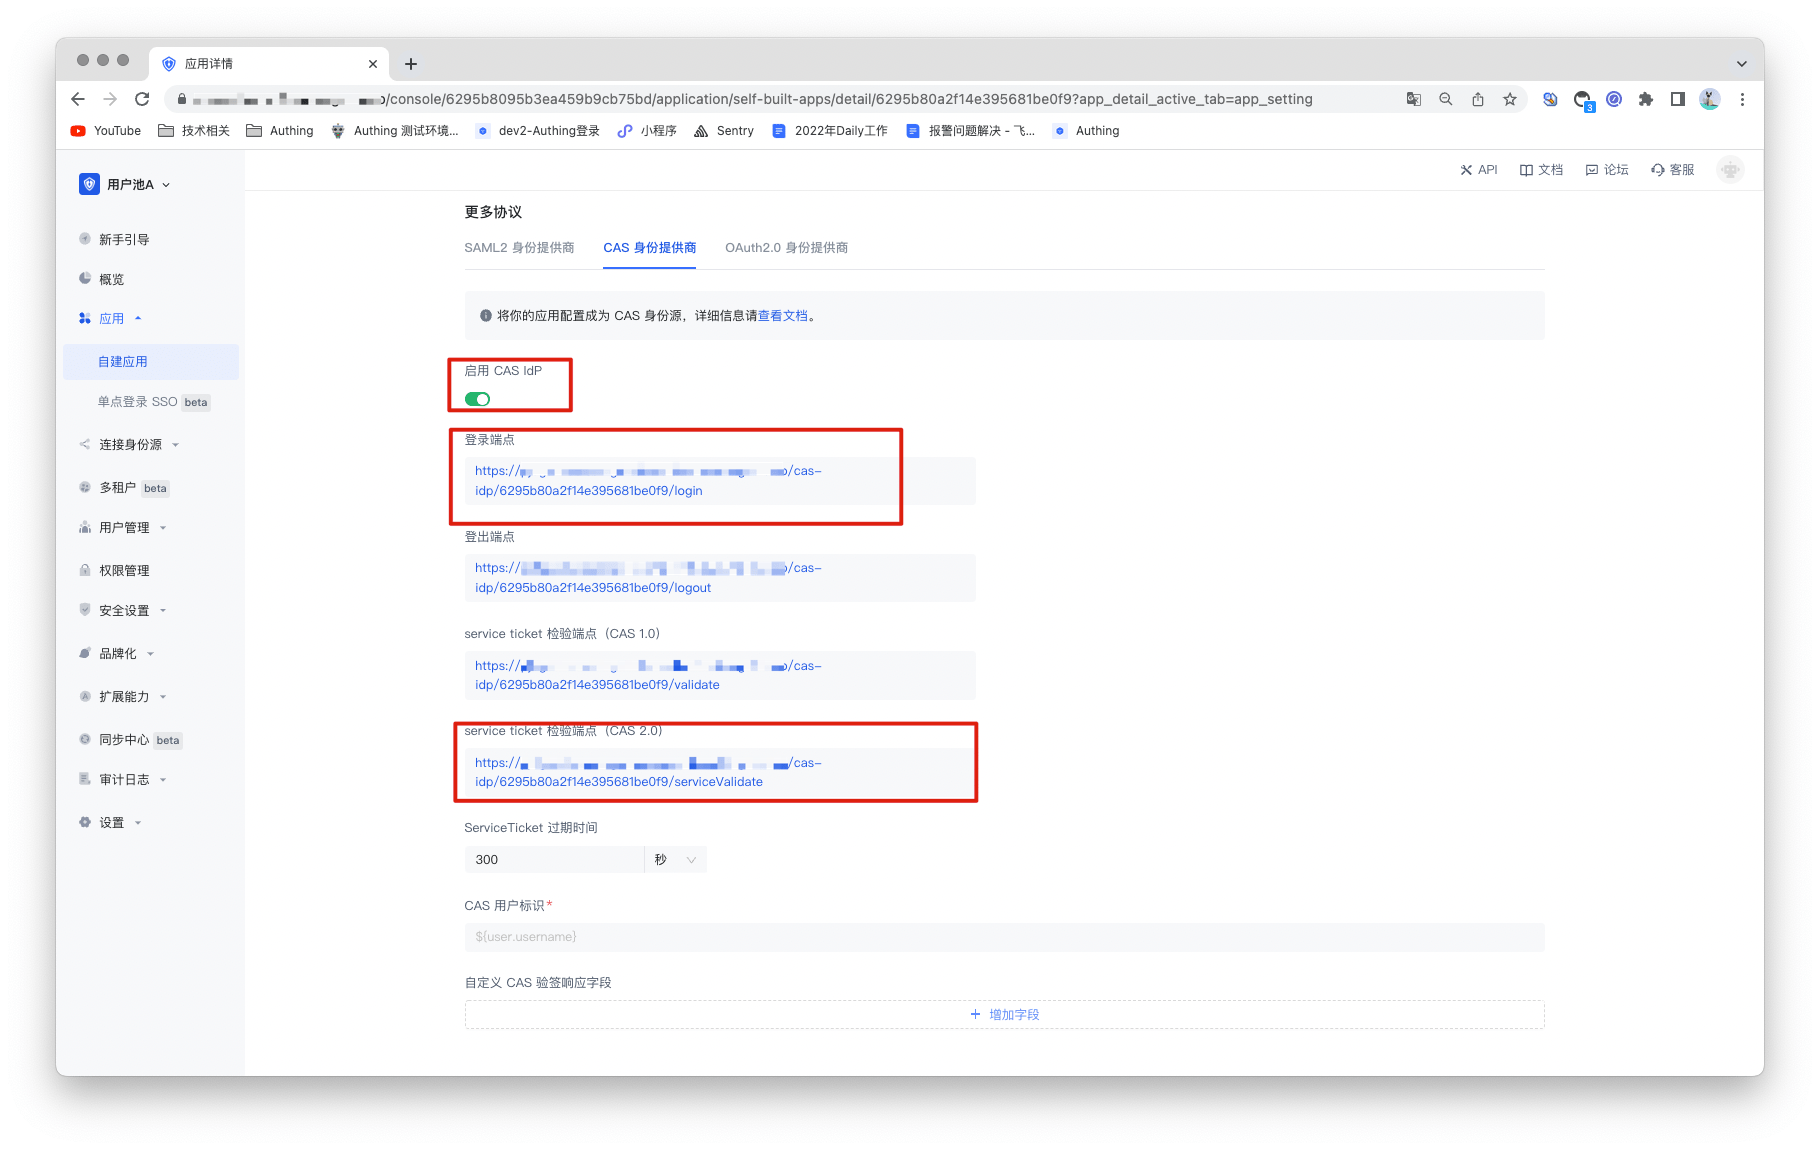 应用详情
/console/6295b8095b3ea459b9cb75bd/application/self-built-apps/detail/6295b80a2f14e395681be0f9?app_detail_active_tab=app_setting
3
YouTube 技术相关 Authing Authing 测试环境... dev2-Authing登录 小程序 Sentry 2022年Daily工作 报警问题解决 - 飞... Authing
API 文档 论坛 客服
用户池A
新手引导
概览
应用
自建应用
单点登录 SSO beta
连接身份源
多租户 beta
用户管理
权限管理
安全设置
品牌化
扩展能力
同步中心 beta
审计日志
设置
更多协议
SAML2 身份提供商 CAS 身份提供商 OAuth2.0 身份提供商
将你的应用配置成为 CAS 身份源，详细信息请查看文档。
启用 CAS IdP
登录端点
https:// /cas-
idp/6295b80a2f14e395681be0f9/login
登出端点
https:// /cas-
idp/6295b80a2f14e395681be0f9/logout
service ticket 检验端点（CAS 1.0）
https:// /cas-
idp/6295b80a2f14e395681be0f9/validate
service ticket 检验端点（CAS 2.0）
https:// /cas-
idp/6295b80a2f14e395681be0f9/serviceValidate
ServiceTicket 过期时间
300 秒
CAS 用户标识*
${user.username}
自定义 CAS 验签响应字段
+ 增加字段